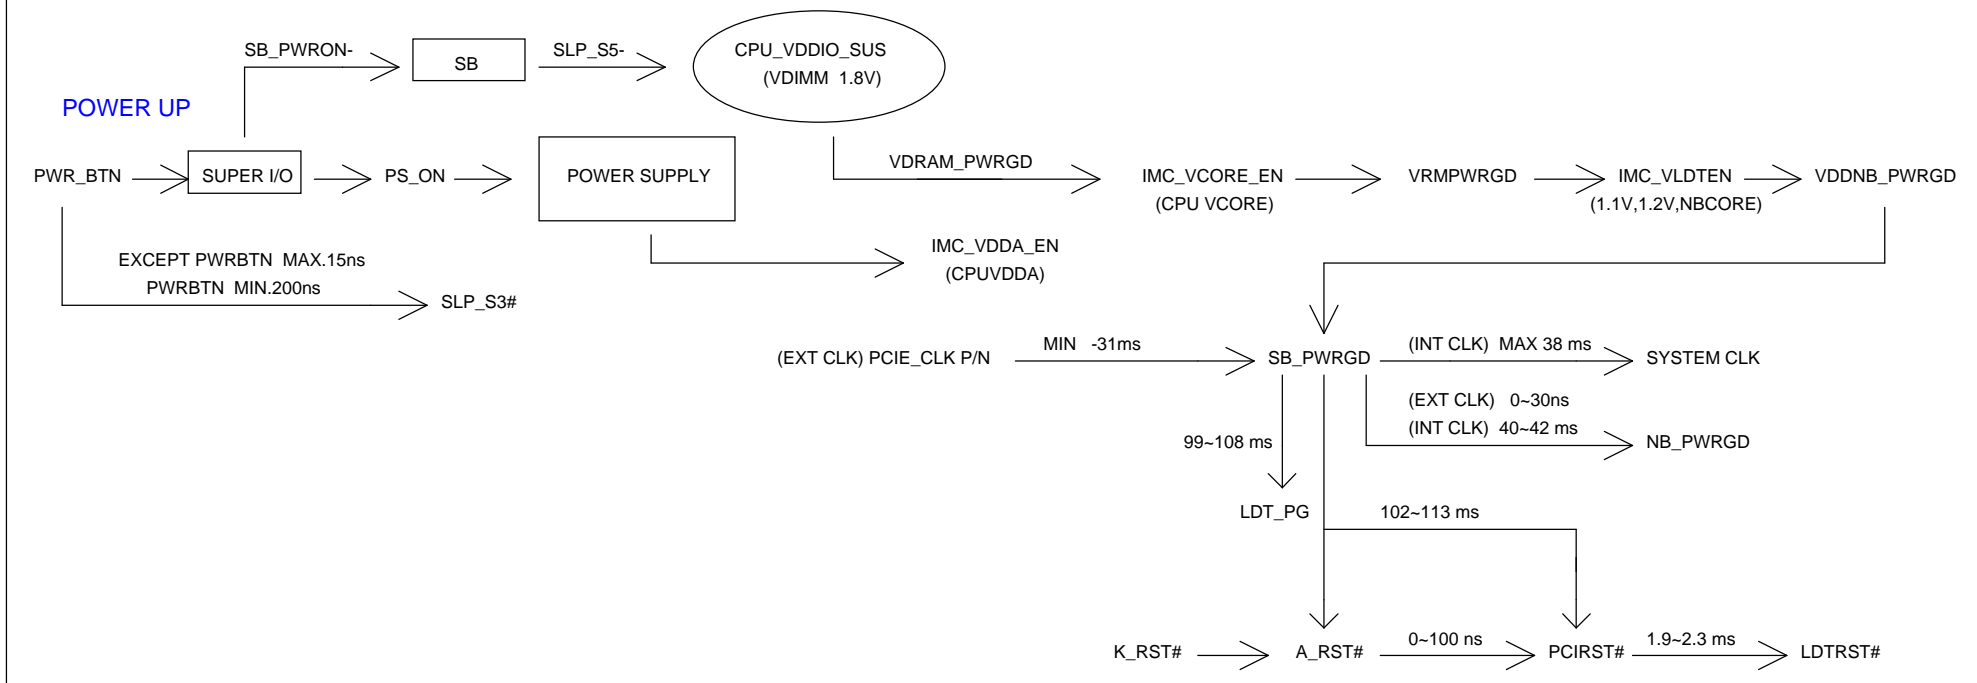 SB_PWRON-
SB
SLP_S5-
CPU_VDDIO_SUS
(VDIMM 1.8V)
POWER UP
PWR_BTN
SUPER I/O
PS_ON
POWER SUPPLY
VDRAM_PWRGD
IMC_VCORE_EN
(CPU VCORE)
VRMPWRGD
IMC_VLDTEN
(1.1V,1.2V,NBCORE)
VDDNB_PWRGD
EXCEPT PWRBTN MAX.15ns
PWRBTN MIN.200ns
SLP_S3#
IMC_VDDA_EN
(CPUVDDA)
(EXT CLK) PCIE_CLK P/N
MIN -31ms
SB_PWRGD
(INT CLK) MAX 38 ms
SYSTEM CLK
(EXT CLK) 0~30ns
(INT CLK) 40~42 ms
NB_PWRGD
99~108 ms
LDT_PG
102~113 ms
K_RST#
A_RST#
0~100 ns
PCIRST#
1.9~2.3 ms
LDTRST#